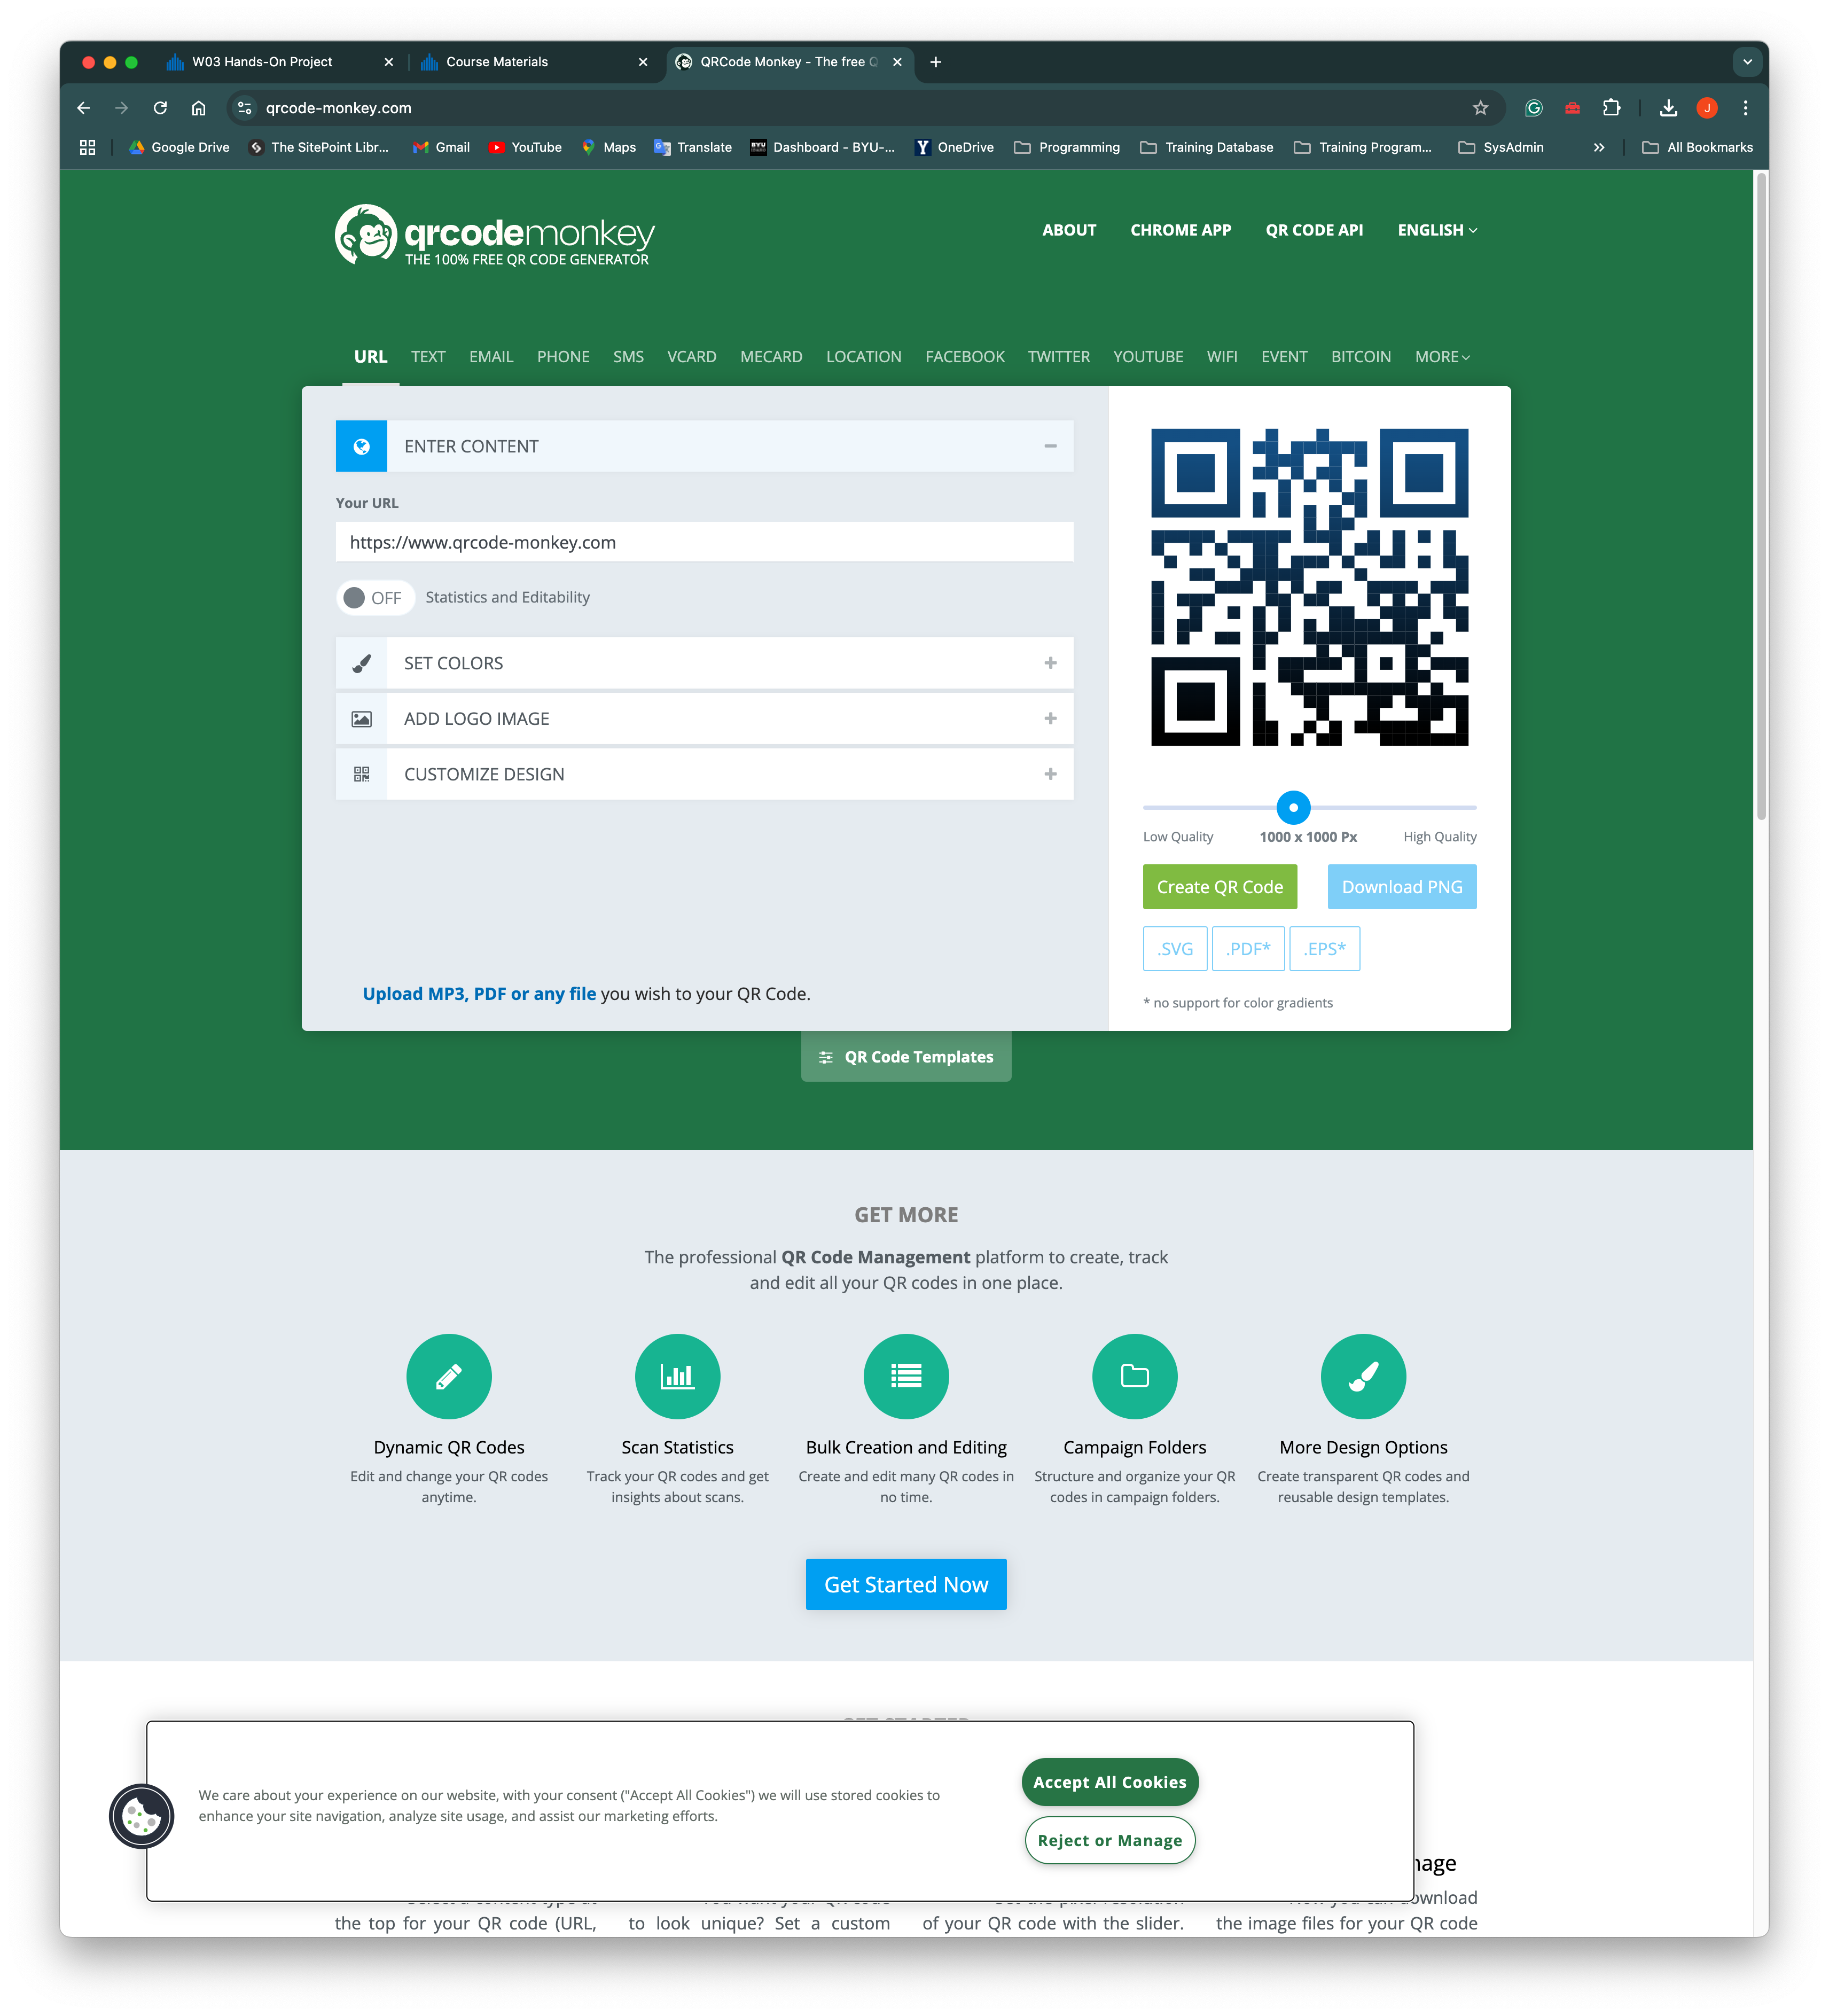 W03 Hands-On Project
Course Materials
QRCode Monkey - The free
qrcode-monkey.com
J
Google Drive
The SitePoint Libr...
Gmail
YouTube
Maps
Translate
Dashboard - BYU-...
OneDrive
Programming
Training Database
Training Program...
SysAdmin
All Bookmarks
qrcodemonkey
THE 100% FREE QR CODE GENERATOR
ABOUT
CHROME APP
QR CODE API
ENGLISH
URL
TEXT
EMAIL
PHONE
SMS
VCARD
MECARD
LOCATION
FACEBOOK
TWITTER
YOUTUBE
WIFI
EVENT
BITCOIN
MORE
ENTER CONTENT
Your URL
https://www.qrcode-monkey.com
OFF
Statistics and Editability
SET COLORS
ADD LOGO IMAGE
CUSTOMIZE DESIGN
Upload MP3, PDF or any file you wish to your QR Code.
Low Quality
1000 x 1000 Px
High Quality
Create QR Code
Download PNG
.SVG
.PDF*
.EPS*
* no support for color gradients
QR Code Templates
GET MORE
The professional QR Code Management platform to create, track
and edit all your QR codes in one place.
Dynamic QR Codes
Edit and change your QR codes
anytime.
Scan Statistics
Track your QR codes and get
insights about scans.
Bulk Creation and Editing
Create and edit many QR codes in
no time.
Campaign Folders
Structure and organize your QR
codes in campaign folders.
More Design Options
Create transparent QR codes and
reusable design templates.
Get Started Now
We care about your experience on our website, with your consent ("Accept All Cookies") we will use stored cookies to
enhance your site navigation, analyze site usage, and assist our marketing efforts.
Accept All Cookies
Reject or Manage
the top for your QR code (URL,
to look unique? Set a custom
of your QR code with the slider.
the image files for your QR code